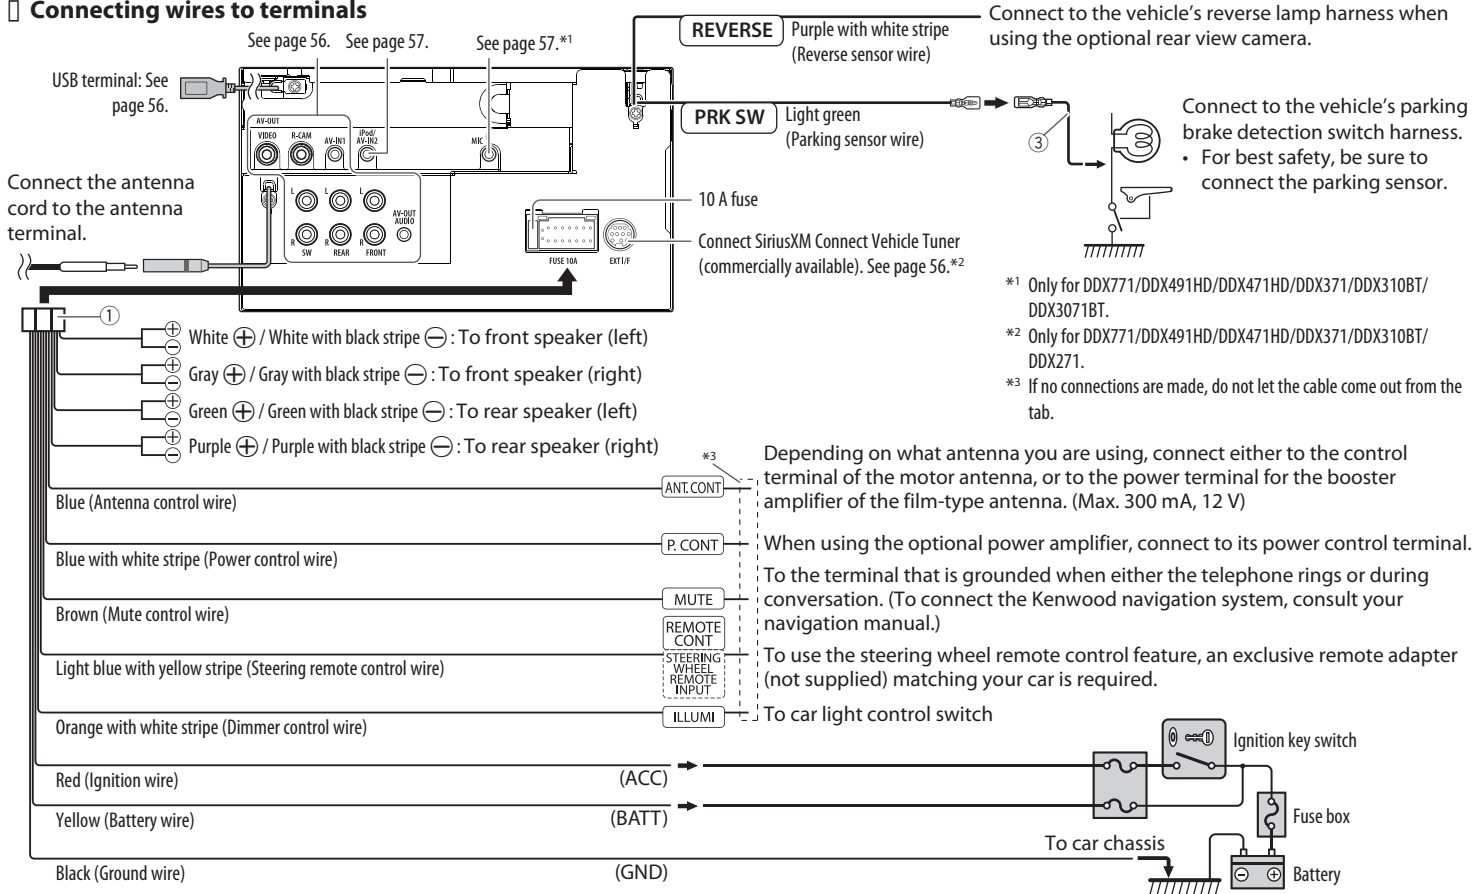 Connecting wires to terminals
See page 56.
See page 57.
See page 57.*1
USB terminal: See
page 56.
REVERSE
Purple with white stripe
(Reverse sensor wire)
Connect to the vehicle's reverse lamp harness when
using the optional rear view camera.
PRK SW
Light green
(Parking sensor wire)
③
Connect to the vehicle's parking
brake detection switch harness.
• For best safety, be sure to
connect the parking sensor.
AV-OUT
VIDEO
R-CAM
AV-IN1
iPod/
AV-IN2
MIC
Connect the antenna
cord to the antenna
terminal.
L
L
L
R
R
R
SW
REAR
FRONT
AV-OUT
AUDIO
FUSE 10A
EXT I/F
10 A fuse
Connect SiriusXM Connect Vehicle Tuner
(commercially available). See page 56.*2
*1 Only for DDX771/DDX491HD/DDX471HD/DDX371/DDX310BT/
DDX3071BT.
*2 Only for DDX771/DDX491HD/DDX471HD/DDX371/DDX310BT/
DDX271.
*3 If no connections are made, do not let the cable come out from the
tab.
①
⊕
⊖
White ⊕ / White with black stripe ⊖ : To front speaker (left)
⊕
⊖
Gray ⊕ / Gray with black stripe ⊖ : To front speaker (right)
⊕
⊖
Green ⊕ / Green with black stripe ⊖ : To rear speaker (left)
⊕
⊖
Purple ⊕ / Purple with black stripe ⊖ : To rear speaker (right)
*3
Blue (Antenna control wire)
ANT. CONT
Depending on what antenna you are using, connect either to the control
terminal of the motor antenna, or to the power terminal for the booster
amplifier of the film-type antenna. (Max. 300 mA, 12 V)
Blue with white stripe (Power control wire)
P. CONT
When using the optional power amplifier, connect to its power control terminal.
Brown (Mute control wire)
MUTE
To the terminal that is grounded when either the telephone rings or during
conversation. (To connect the Kenwood navigation system, consult your
navigation manual.)
Light blue with yellow stripe (Steering remote control wire)
REMOTE
CONT
STEERING
WHEEL
REMOTE
INPUT
To use the steering wheel remote control feature, an exclusive remote adapter
(not supplied) matching your car is required.
Orange with white stripe (Dimmer control wire)
ILLUMI
To car light control switch
Red (Ignition wire)
(ACC)
Ignition key switch
Yellow (Battery wire)
(BATT)
Fuse box
Black (Ground wire)
(GND)
To car chassis
⊖
⊕
Battery